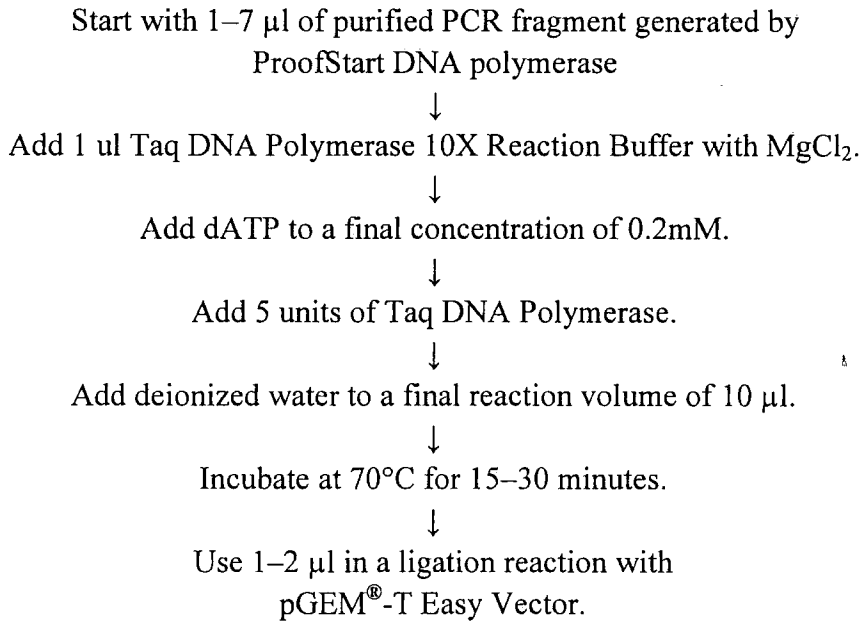 Start with 1–7 μl of purified PCR fragment generated by
ProofStart DNA polymerase
↓
Add 1 ul Taq DNA Polymerase 10X Reaction Buffer with MgCl₂.
↓
Add dATP to a final concentration of 0.2mM.
↓
Add 5 units of Taq DNA Polymerase.
↓
Add deionized water to a final reaction volume of 10 μl.
↓
Incubate at 70°C for 15–30 minutes.
↓
Use 1–2 μl in a ligation reaction with
pGEM®-T Easy Vector.